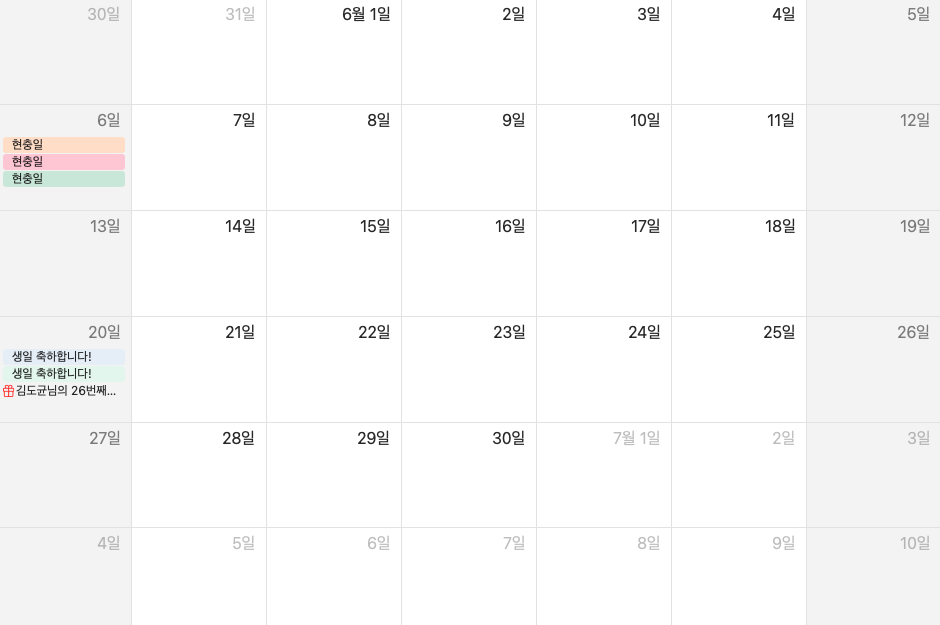 30일 31일 6월 1일 2일 3일 4일 5일
6일 7일 8일 9일 10일 11일 12일
현충일
현충일
현충일
13일 14일 15일 16일 17일 18일 19일
20일 21일 22일 23일 24일 25일 26일
생일 축하합니다!
생일 축하합니다!
김도균님의 26번째...
27일 28일 29일 30일 7월 1일 2일 3일
4일 5일 6일 7일 8일 9일 10일